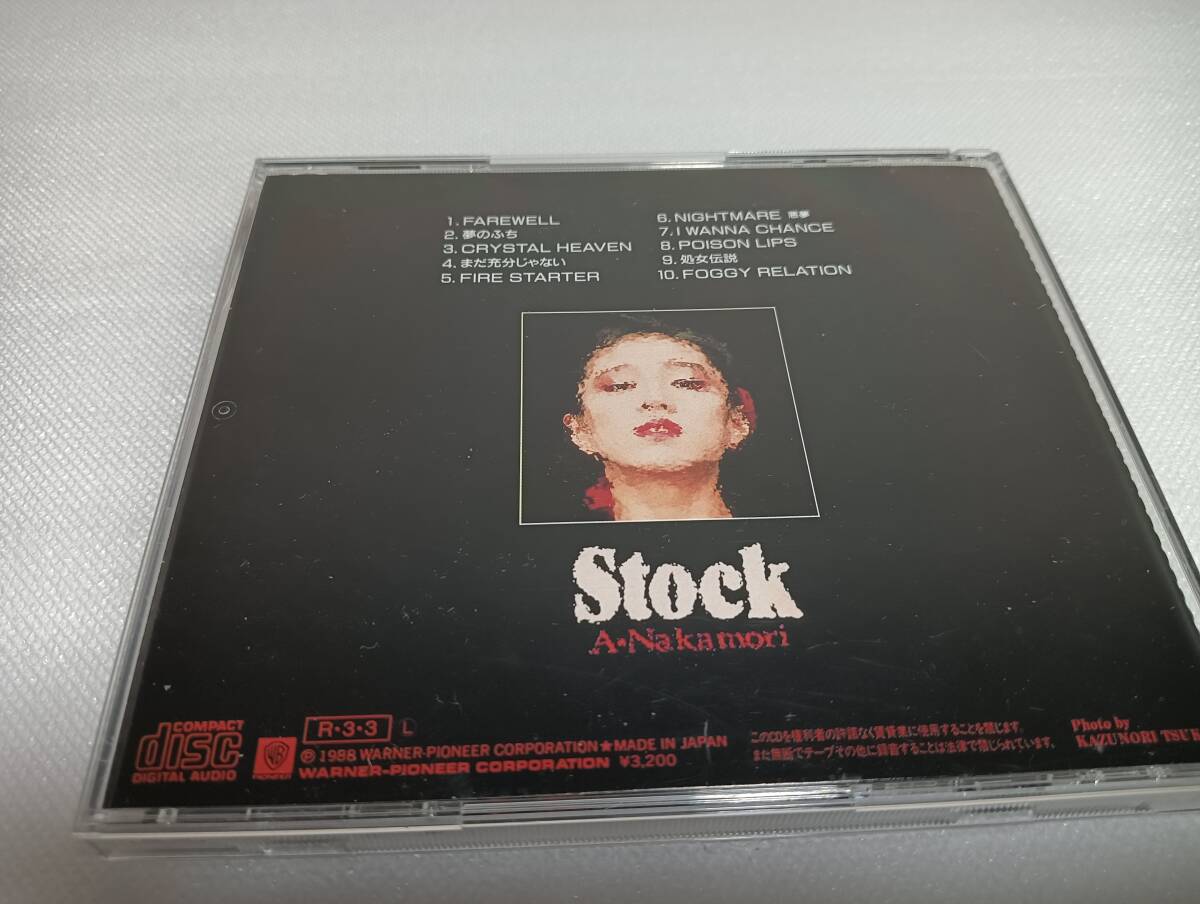 1. FAREWELL
2. 夢のふち
3. CRYSTAL HEAVEN
4. まだ充分じゃない
5. FIRE STARTER
6. NIGHTMARE 悪夢
7. I WANNA CHANCE
8. POISON LIPS
9. 処女伝説
10. FOGGY RELATION
Stock
A•Nakamori
COMPACT
disc
DIGITAL AUDIO
WB
PIONEER
R・3・3 L
Ⓟ 1988 WARNER-PIONEER CORPORATION★MADE IN JAPAN
WARNER-PIONEER CORPORATION ¥3,200
このCDを権利者の許諾なく賃貸業に使用することを禁じます。
また無断でテープその他に録音することは法律で禁じられています。
Photo by
KAZUNORI TSUK